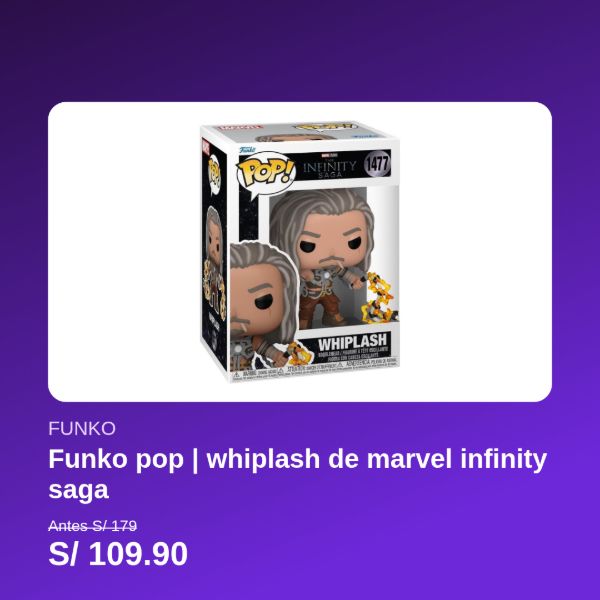 Funko
POP!
MARVEL STUDIOS
INFINITY
SAGA
1477
WHIPLASH
FUNKO
Funko pop | whiplash de marvel infinity
saga
Antes S/ 179
S/ 109.90